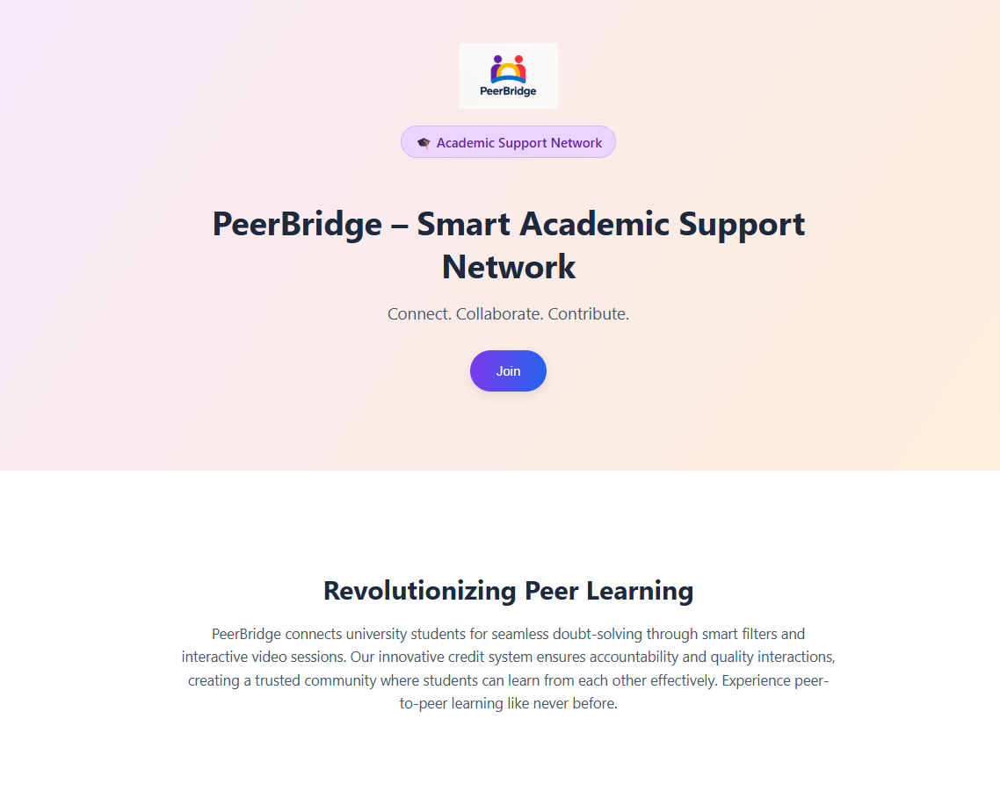 PeerBridge
🎓 Academic Support Network
PeerBridge – Smart Academic Support
Network
Connect. Collaborate. Contribute.
Join
Revolutionizing Peer Learning
PeerBridge connects university students for seamless doubt-solving through smart filters and
interactive video sessions. Our innovative credit system ensures accountability and quality interactions,
creating a trusted community where students can learn from each other effectively. Experience peer-
to-peer learning like never before.